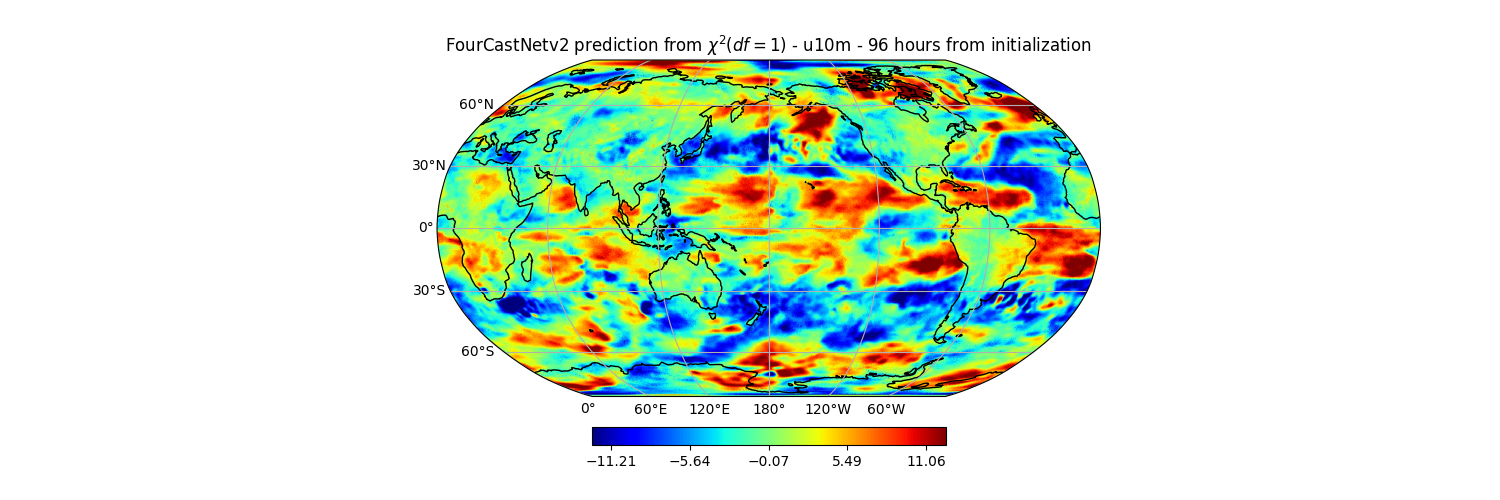 FourCastNetv2 prediction from χ²(df = 1) - u10m - 96 hours from initialization
60°N
30°N
0°
30°S
60°S
0° 60°E 120°E 180° 120°W 60°W
−11.21 −5.64 −0.07 5.49 11.06